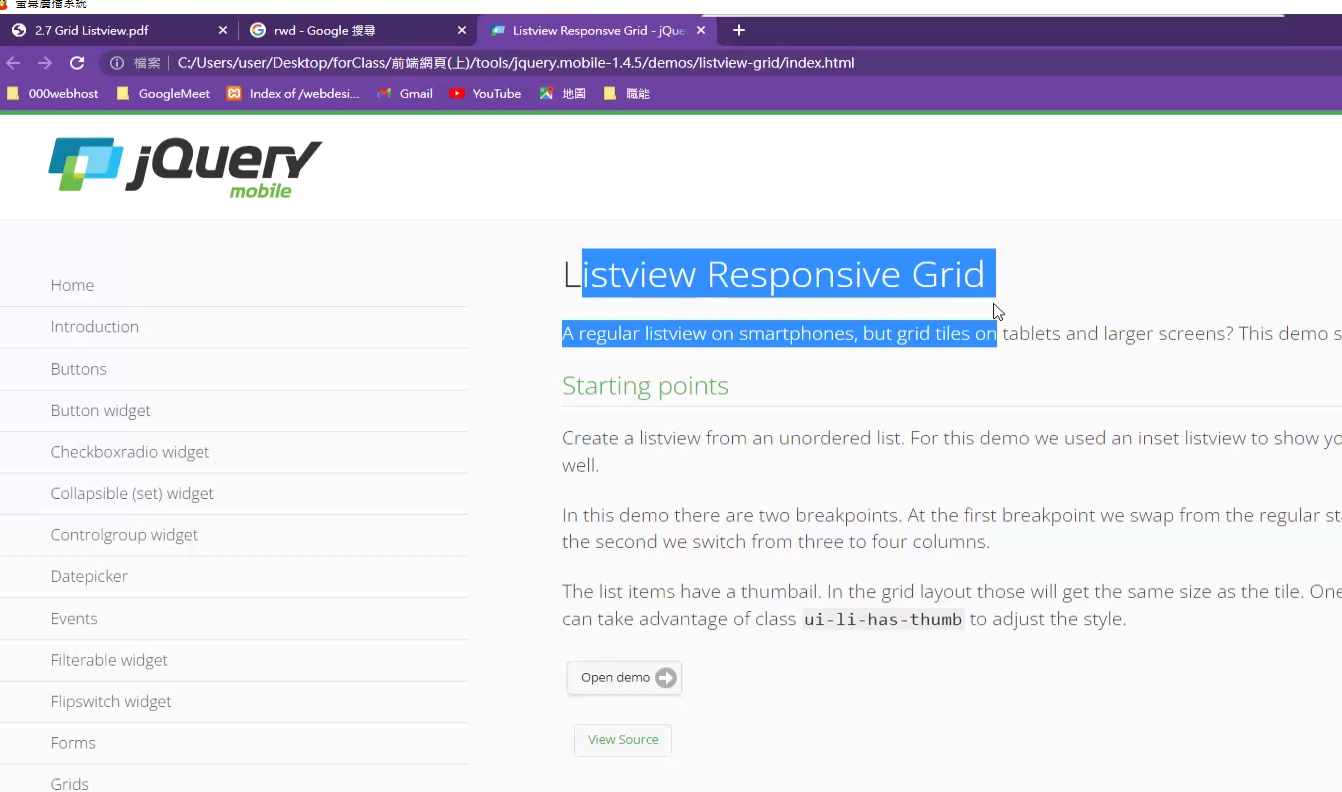 螢幕廣播系統
2.7 Grid Listview.pdf
rwd - Google 搜尋
Listview Responsve Grid - jQue
檔案 C:/Users/user/Desktop/forClass/前端網頁(上)/tools/jquery.mobile-1.4.5/demos/listview-grid/index.html
000webhost GoogleMeet Index of /webdesi... Gmail YouTube 地圖 職能
jQuery
mobile
Home
Introduction
Buttons
Button widget
Checkboxradio widget
Collapsible (set) widget
Controlgroup widget
Datepicker
Events
Filterable widget
Flipswitch widget
Forms
Grids
Listview Responsive Grid
A regular listview on smartphones, but grid tiles on tablets and larger screens? This demo s
Starting points
Create a listview from an unordered list. For this demo we used an inset listview to show yo
well.
In this demo there are two breakpoints. At the first breakpoint we swap from the regular st
the second we switch from three to four columns.
The list items have a thumbail. In the grid layout those will get the same size as the tile. One
can take advantage of class ui-li-has-thumb to adjust the style.
Open demo
View Source